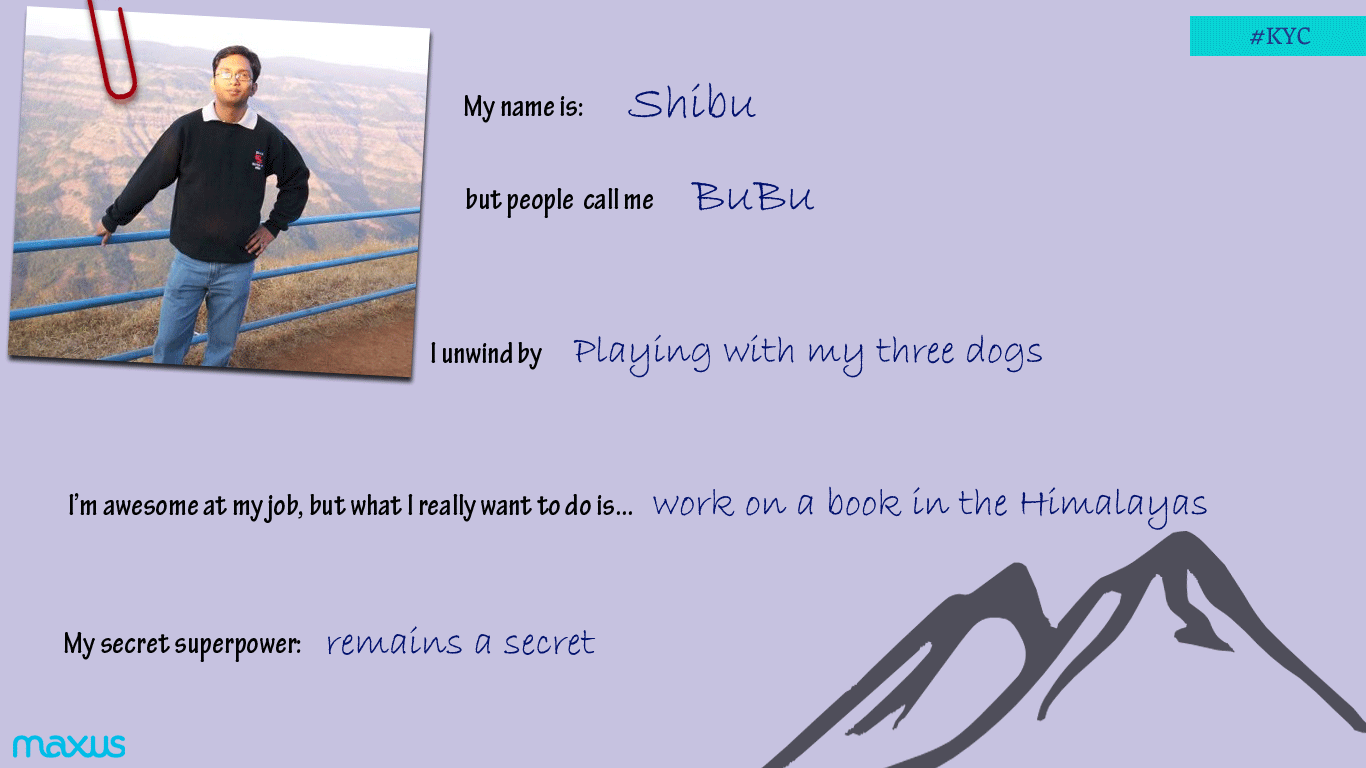 #KYC
My name is: Shibu
but people call me BuBu
I unwind by Playing with my three dogs
I'm awesome at my job, but what I really want to do is... work on a book in the Himalayas
My secret superpower: remains a secret
maxus